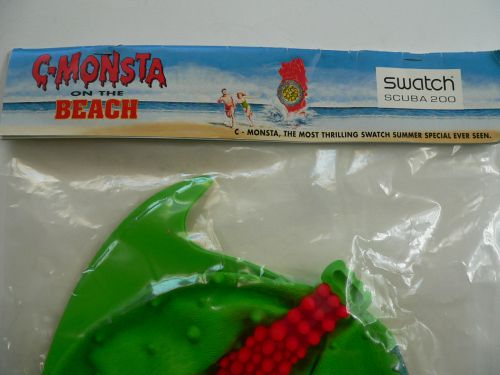 C-MONSTA
ON THE
BEACH
swatch
SCUBA 200
C - MONSTA, THE MOST THRILLING SWATCH SUMMER SPECIAL EVER SEEN.